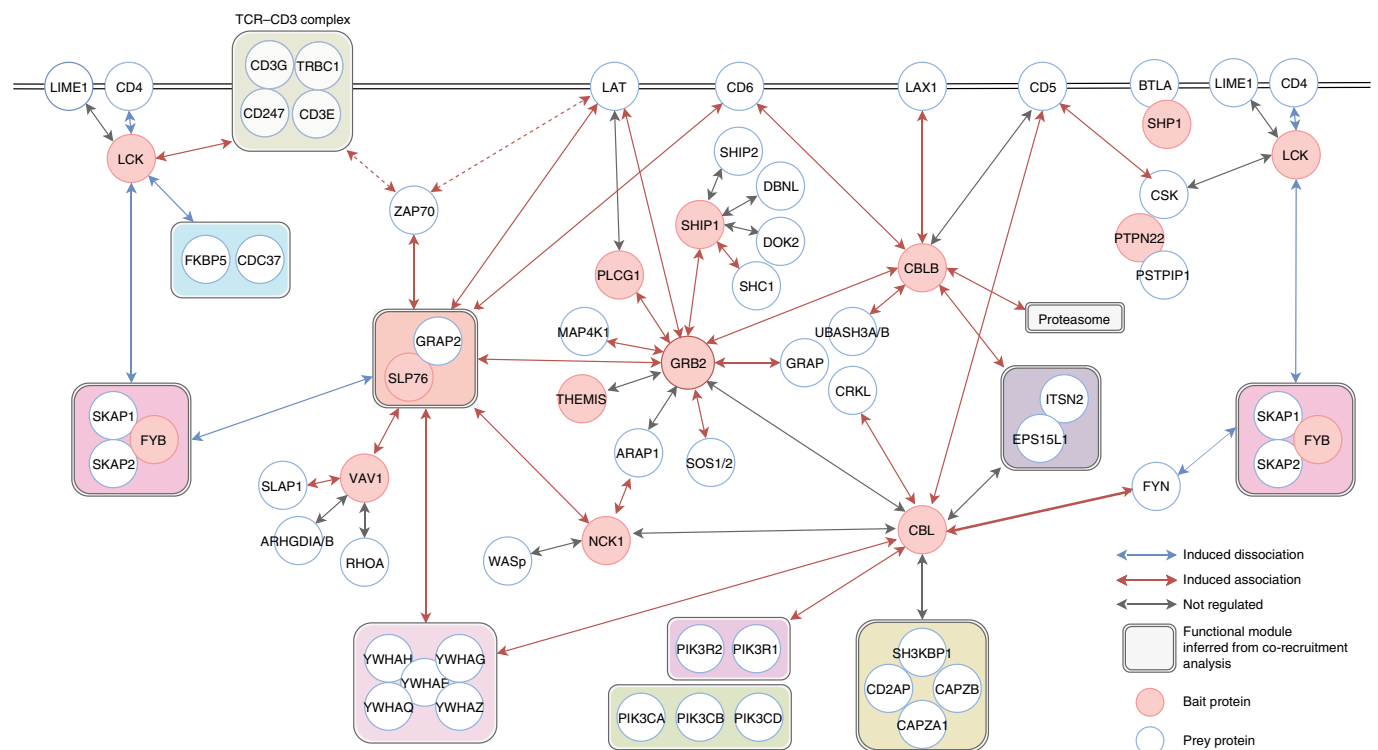 TCR–CD3 complex
CD3G
TRBC1
LIME1
CD4
LAT
CD6
LAX1
CD5
BTLA
LIME1
CD4
CD247
CD3E
SHP1
LCK
SHIP2
LCK
DBNL
CSK
ZAP70
SHIP1
DOK2
PTPN22
FKBP5
CDC37
PLCG1
SHC1
CBLB
PSTPIP1
Proteasome
MAP4K1
UBASH3A/B
GRAP2
GRB2
GRAP
SLP76
CRKL
THEMIS
ITSN2
SKAP1
FYB
SKAP2
EPS15L1
SKAP1
FYB
SKAP2
ARAP1
SOS1/2
SLAP1
VAV1
FYN
CBL
ARHGDIA/B
RHOA
WASp
NCK1
Induced dissociation
Induced association
Not regulated
Functional module
inferred from co-recruitment
analysis
YWHAH
YWHAG
PIK3R2
PIK3R1
SH3KBP1
YWHAQ
YWHAZ
CD2AP
CAPZB
PIK3CA
PIK3CB
PIK3CD
CAPZA1
Bait protein
Prey protein